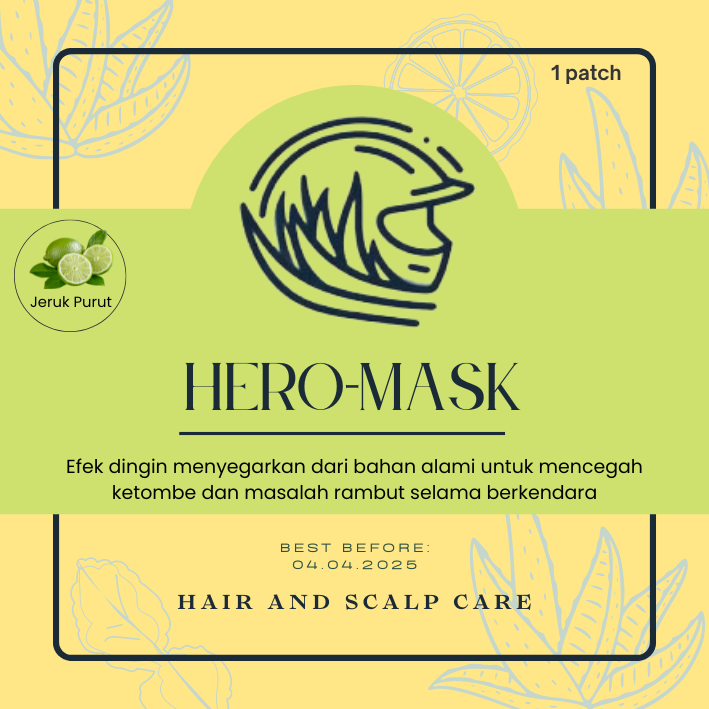 1 patch
Jeruk Purut
HERO-MASK
Efek dingin menyegarkan dari bahan alami untuk mencegah
ketombe dan masalah rambut selama berkendara
BEST BEFORE:
04.04.2025
HAIR AND SCALP CARE